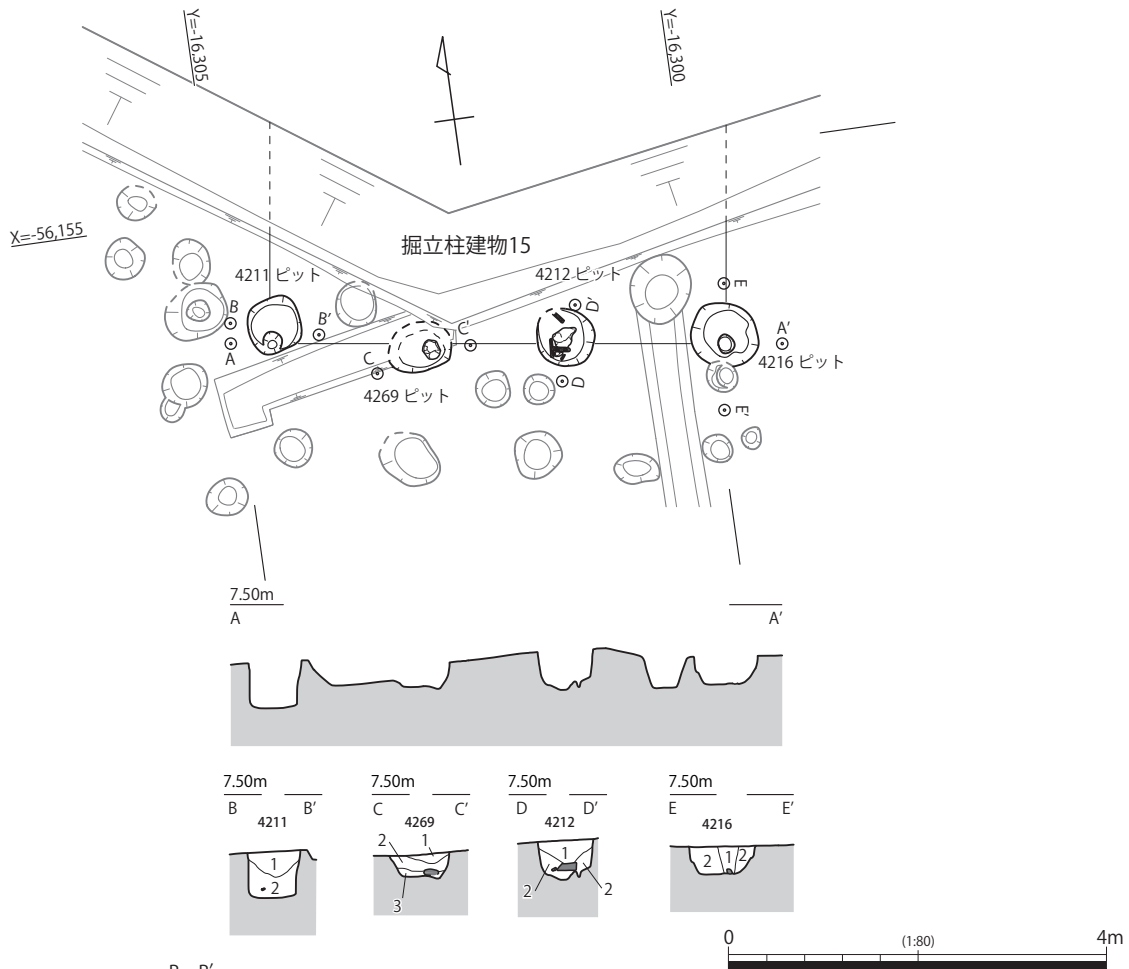 Y=-16,305
Y=-16,300
X=-56,155
掘立柱建物15
4211 ピット
4212 ピット
B
B'
A
C'
C
D'
D
E
A'
4216 ピット
E'
4269 ピット
7.50m
A
A'
7.50m
7.50m
7.50m
7.50m
B
B'
C
C'
D
D'
E
E'
4211
4269
4212
4216
1
2
2
1
3
1
2
2
2
1
2
0
(1:80)
4m
B
B'